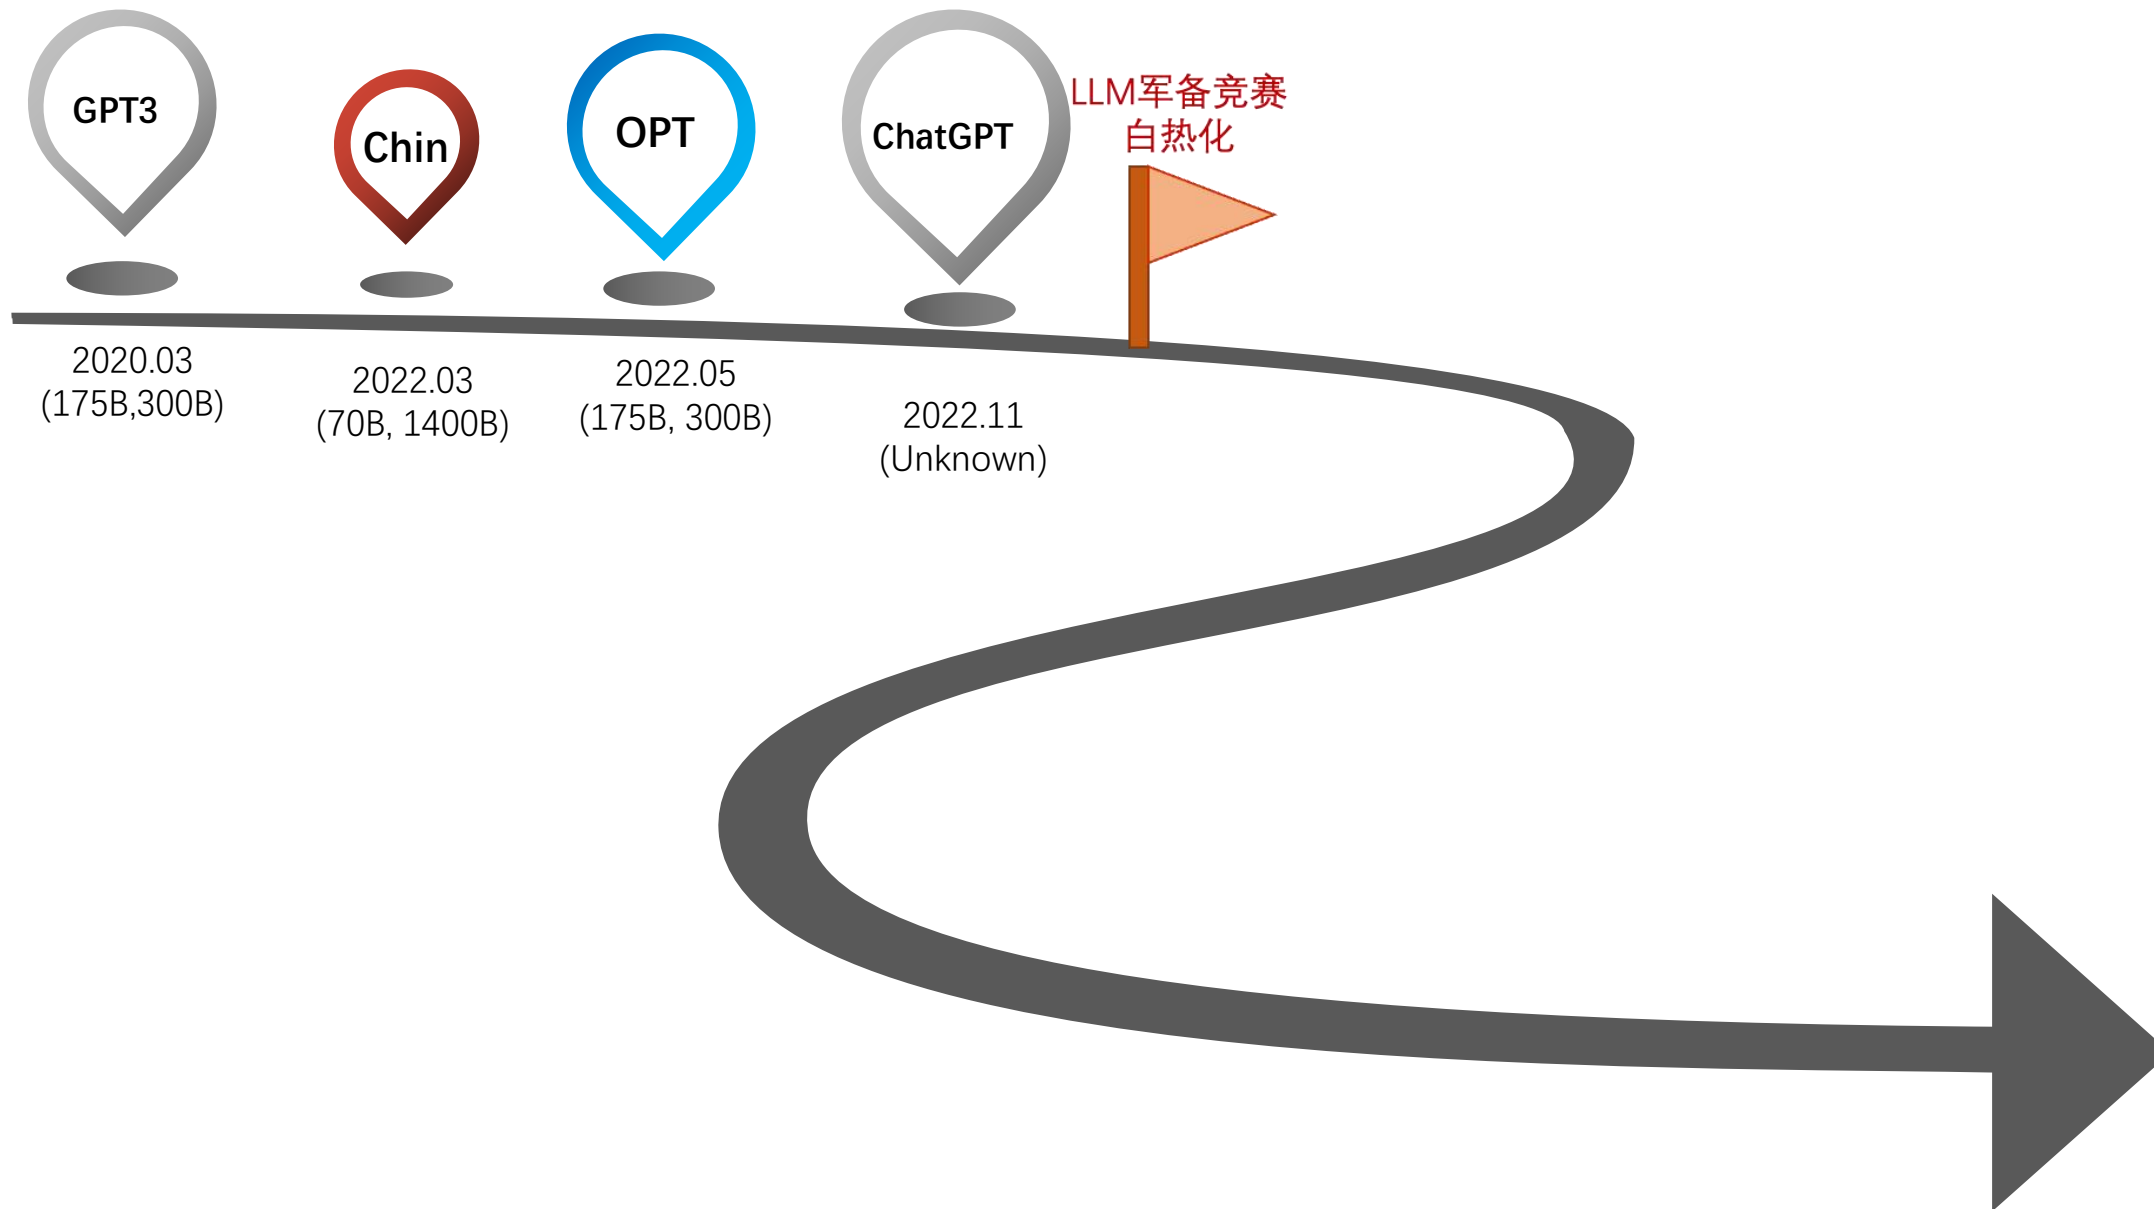 GPT3
Chin
OPT
ChatGPT
LLM军备竞赛
白热化
2020.03
(175B,300B)
2022.03
(70B, 1400B)
2022.05
(175B, 300B)
2022.11
(Unknown)